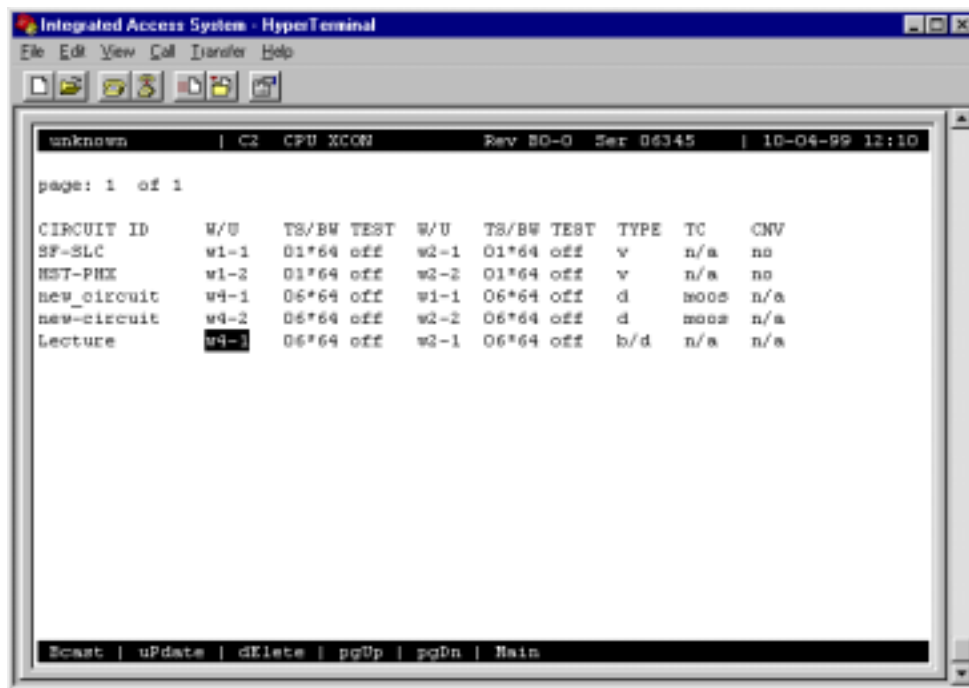 Integrated Access System - HyperTerminal
File Edit View Call Transfer Help
unknown | C2 CPU XCON Rev B0-0 Ser 06345 | 10-04-99 12:10
page: 1 of 1
CIRCUIT ID W/U TS/BW TEST W/U TS/BW TEST TYPE TC CNV
SF-SLC w1-1 01*64 off w2-1 01*64 off v n/a no
HST-PHX w1-2 01*64 off w2-2 01*64 off v n/a no
new_circuit w4-1 06*64 off w1-1 06*64 off d moos n/a
new-circuit w4-2 06*64 off w2-2 06*64 off d moos n/a
Lecture w4-1 06*64 off w2-1 06*64 off b/d n/a n/a
Bcast | uPdate | dElete | pgUp | pgDn | Main